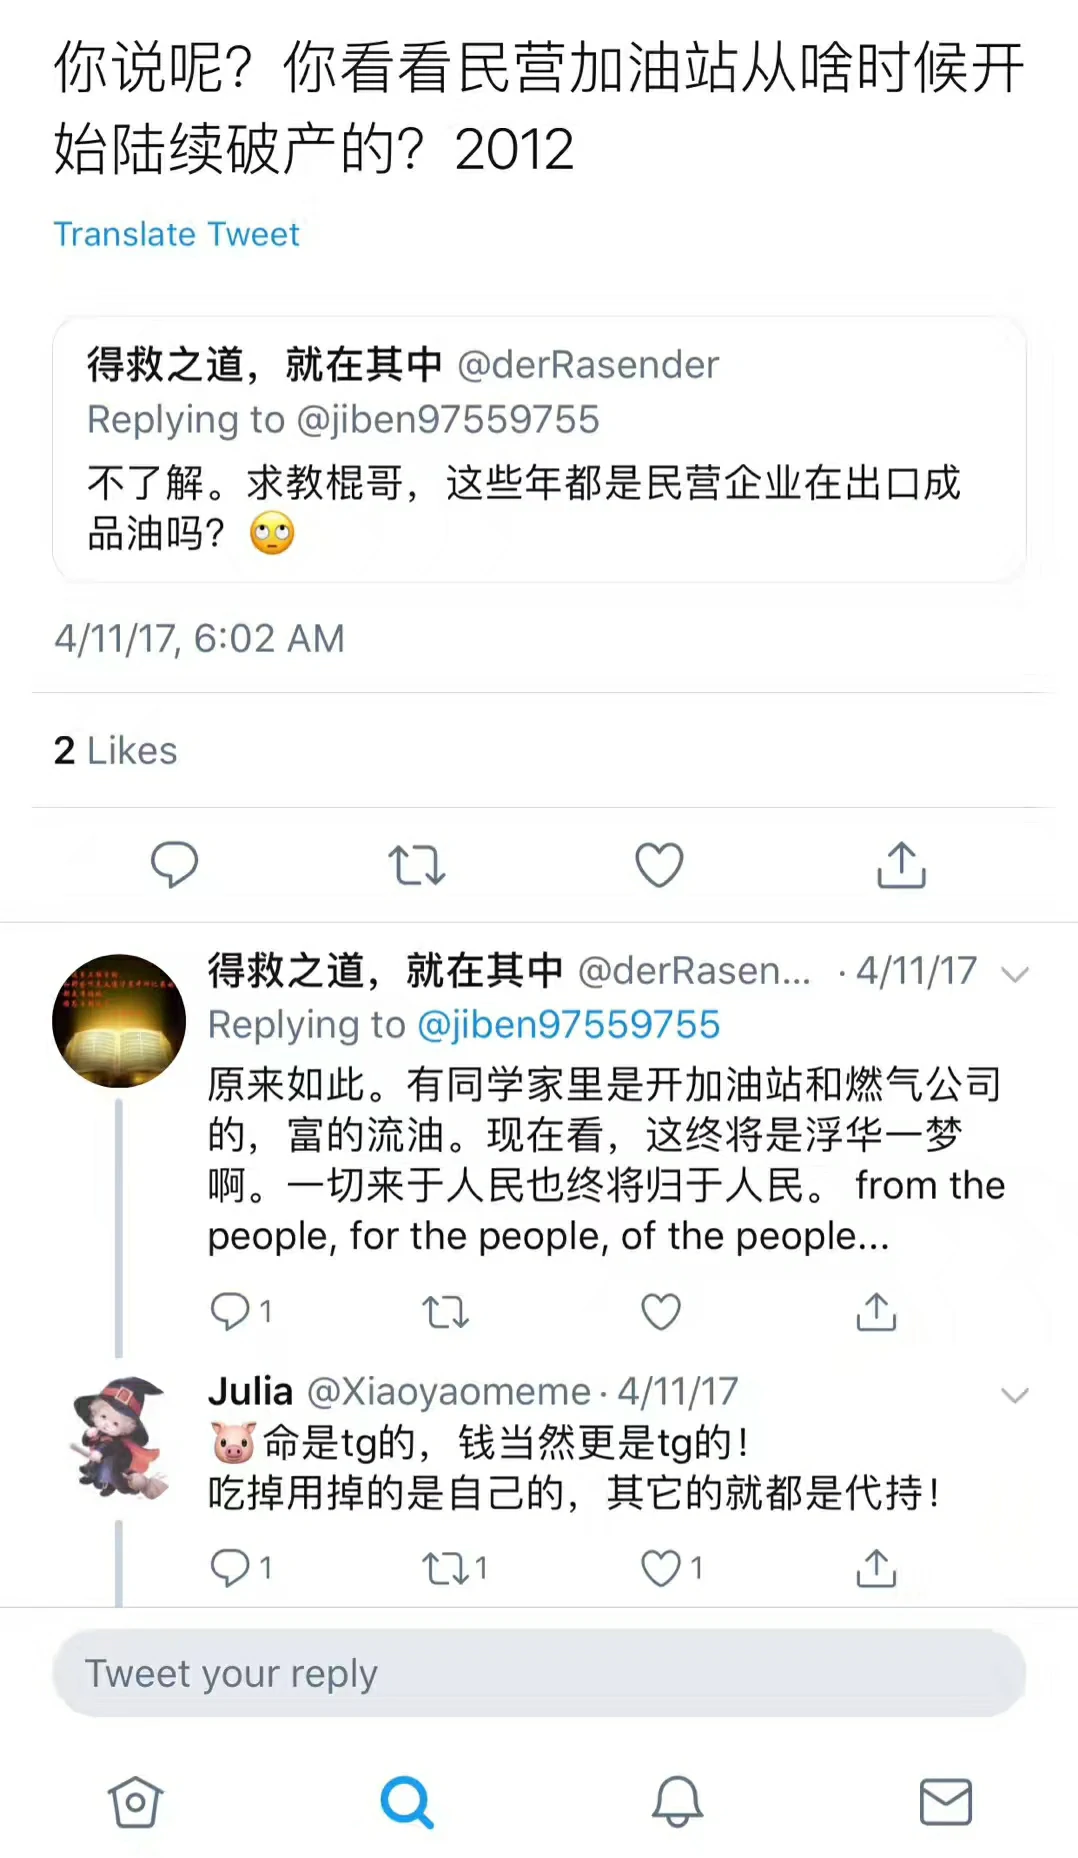 你说呢？你看看民营加油站从啥时候开
始陆续破产的？2012
Translate Tweet
得救之道，就在其中 @derRasender
Replying to @jiben97559755
不了解。求教棍哥，这些年都是民营企业在出口成
品油吗？🙄
4/11/17, 6:02 AM
2 Likes
得救之道，就在其中 @derRasen... · 4/11/17
Replying to @jiben97559755
原来如此。有同学家里是开加油站和燃气公司
的，富的流油。现在看，这终将是浮华一梦
啊。一切来于人民也终将归于人民。 from the
people, for the people, of the people...
1
Julia @Xiaoyaomeme · 4/11/17
🐷命是tg的，钱当然更是tg的！
吃掉用掉的是自己的，其它的就都是代持！
1 1 1
Tweet your reply